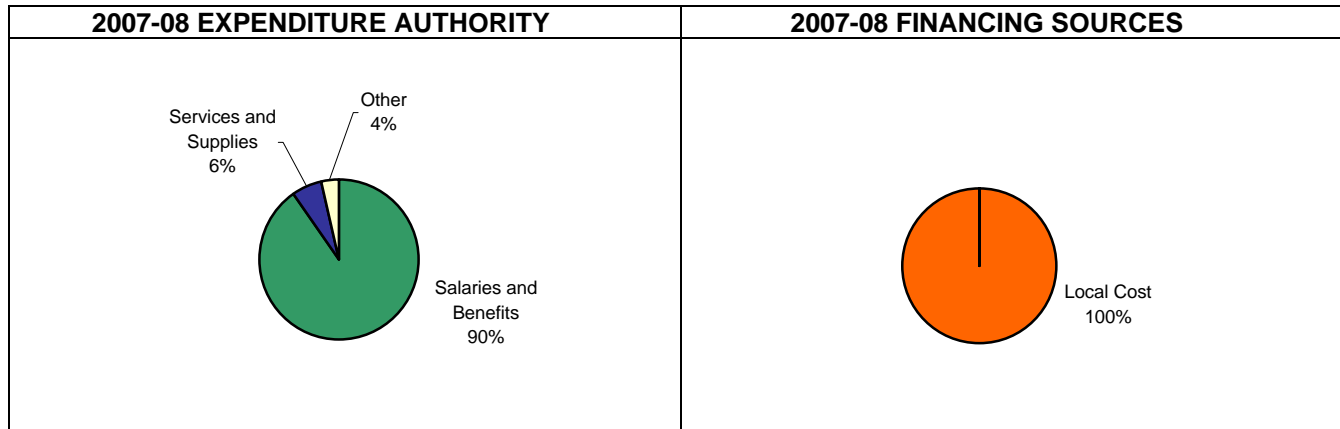 2007-08 EXPENDITURE AUTHORITY
Services and
Supplies
6%
Other
4%
Salaries and
Benefits
90%
2007-08 FINANCING SOURCES
Local Cost
100%